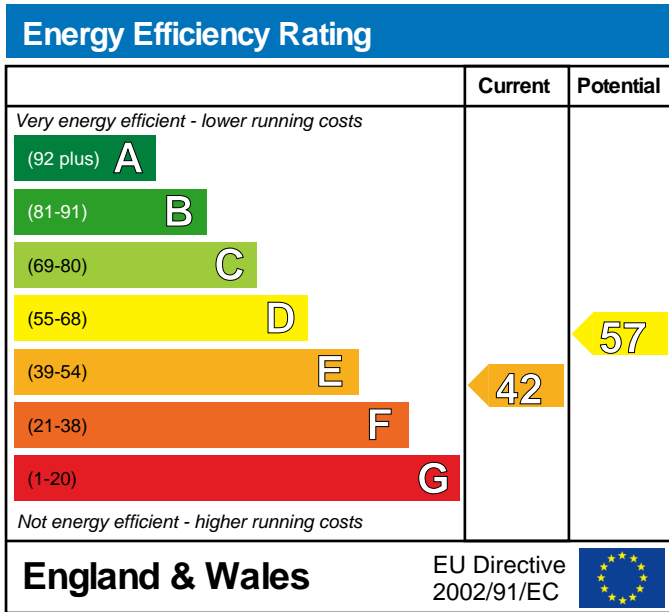 Energy Efficiency Rating
Current Potential
Very energy efficient - lower running costs
(92 plus) A
(81-91) B
(69-80) C
(55-68) D
57
(39-54) E
42
(21-38) F
(1-20) G
Not energy efficient - higher running costs
England & Wales
EU Directive
2002/91/EC